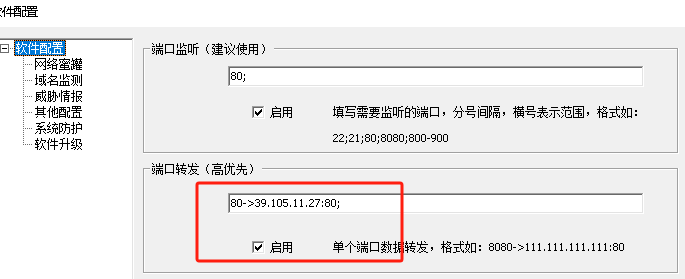 软件配置
软件配置
网络蜜罐
域名监测
威胁情报
其他配置
系统防护
软件升级
端口监听（建议使用）
80;
启用
填写需要监听的端口，分号间隔，横号表示范围，格式如：
22;21;80;8080;800-900
端口转发（高优先）
80->39.105.11.27:80;
启用
单个端口数据转发，格式如：8080->111.111.111.111:80